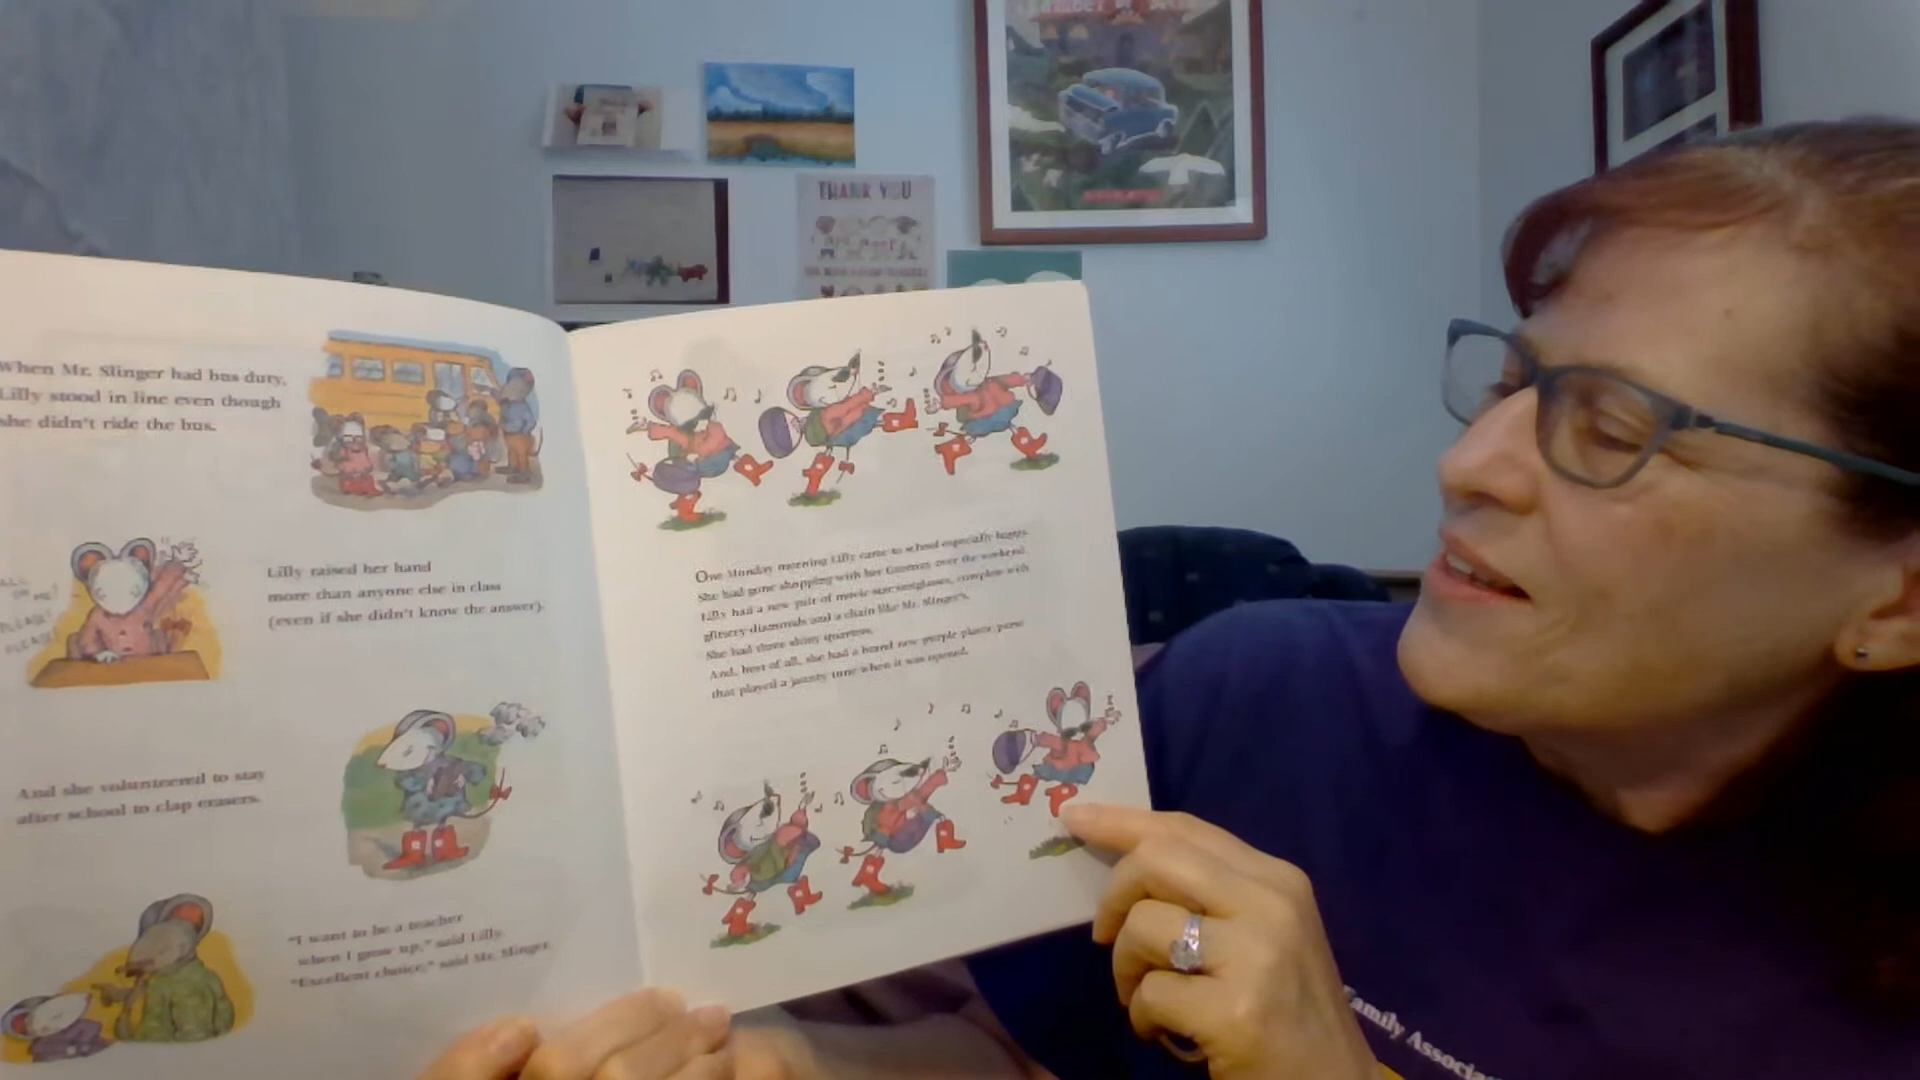 THANK YOU
When Mr. Slinger had bus duty,
Lilly stood in line even though
she didn't ride the bus.
PLEASE!
PLEASE!
Lilly raised her hand
more than anyone else in class
(even if she didn't know the answer).
And she volunteered to stay
after school to clap erasers.
"I want to be a teacher
when I grow up," said Lilly.
"Excellent choice," said Mr. Slinger.
One Monday morning Lilly came to school especially happy.
She had gone shopping with her Grammy over the weekend.
Lilly had a new pair of movie star sunglasses, complete with
glittery diamonds and a chain like Mr. Slinger's.
She had three shiny quarters.
And, best of all, she had a brand new purple plastic purse
that played a jaunty tune when it was opened.
Family